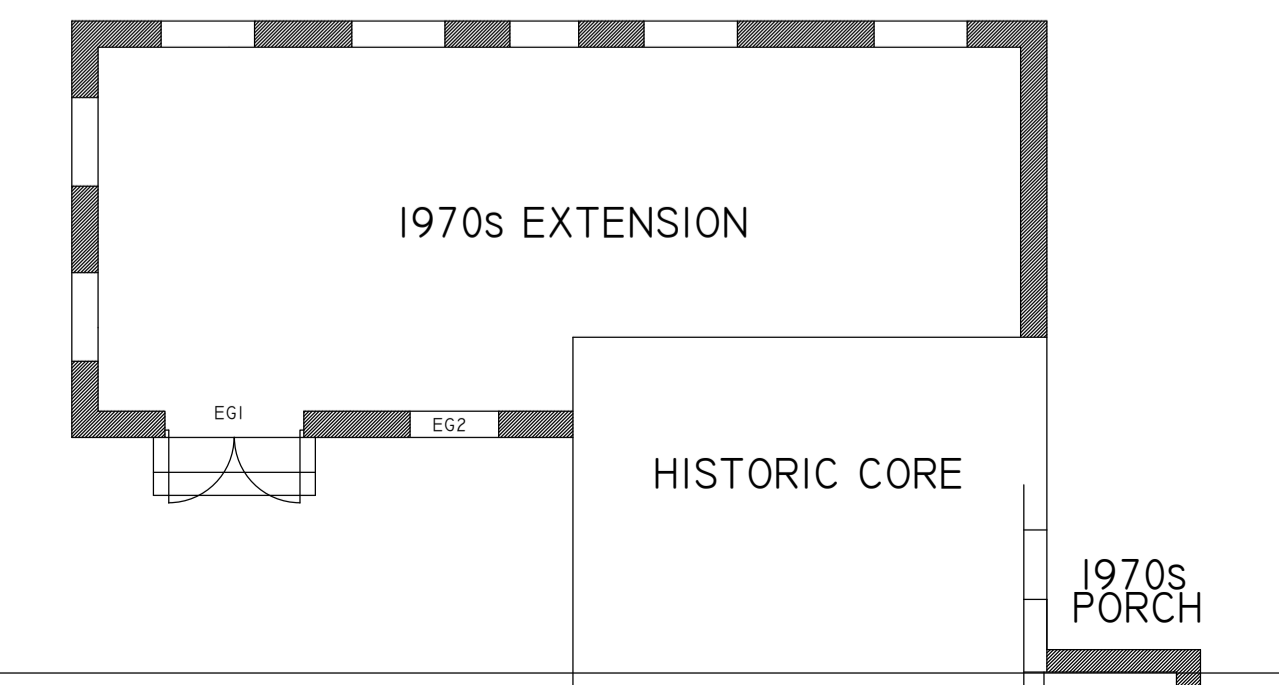 1970s EXTENSION
EG1
EG2
HISTORIC CORE
1970s
PORCH